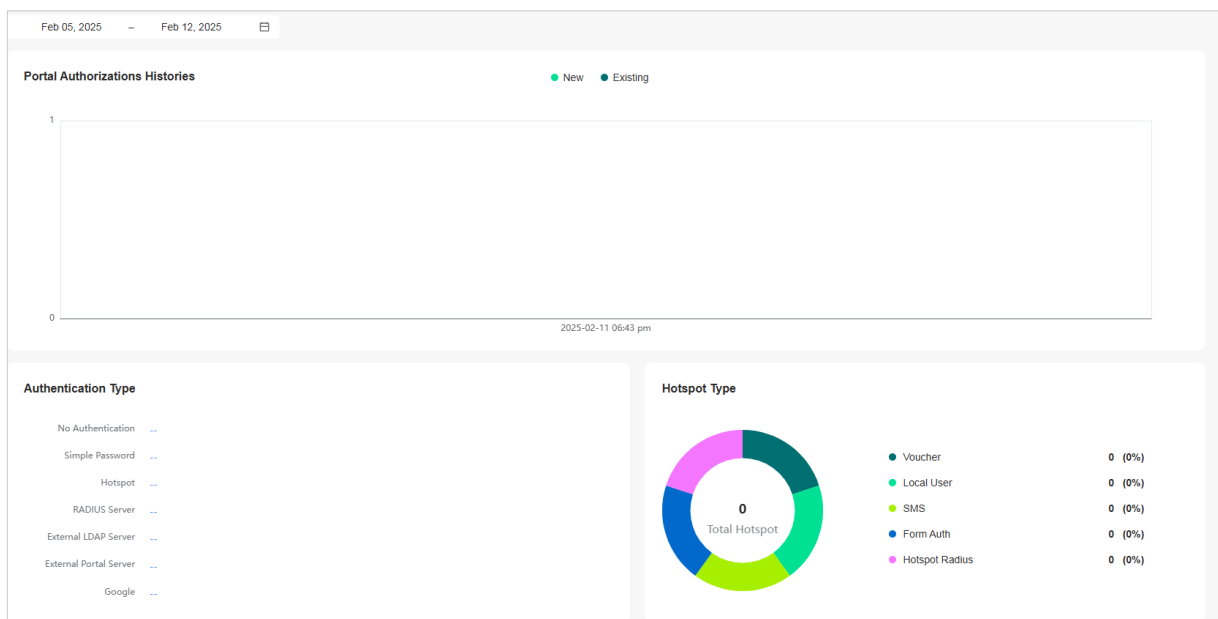 Feb 05, 2025 – Feb 12, 2025
Portal Authorizations Histories
New Existing
1
0
2025-02-11 06:43 pm
Authentication Type
No Authentication --
Simple Password --
Hotspot --
RADIUS Server --
External LDAP Server --
External Portal Server --
Google --
Hotspot Type
0
Total Hotspot
Voucher 0 (0%)
Local User 0 (0%)
SMS 0 (0%)
Form Auth 0 (0%)
Hotspot Radius 0 (0%)